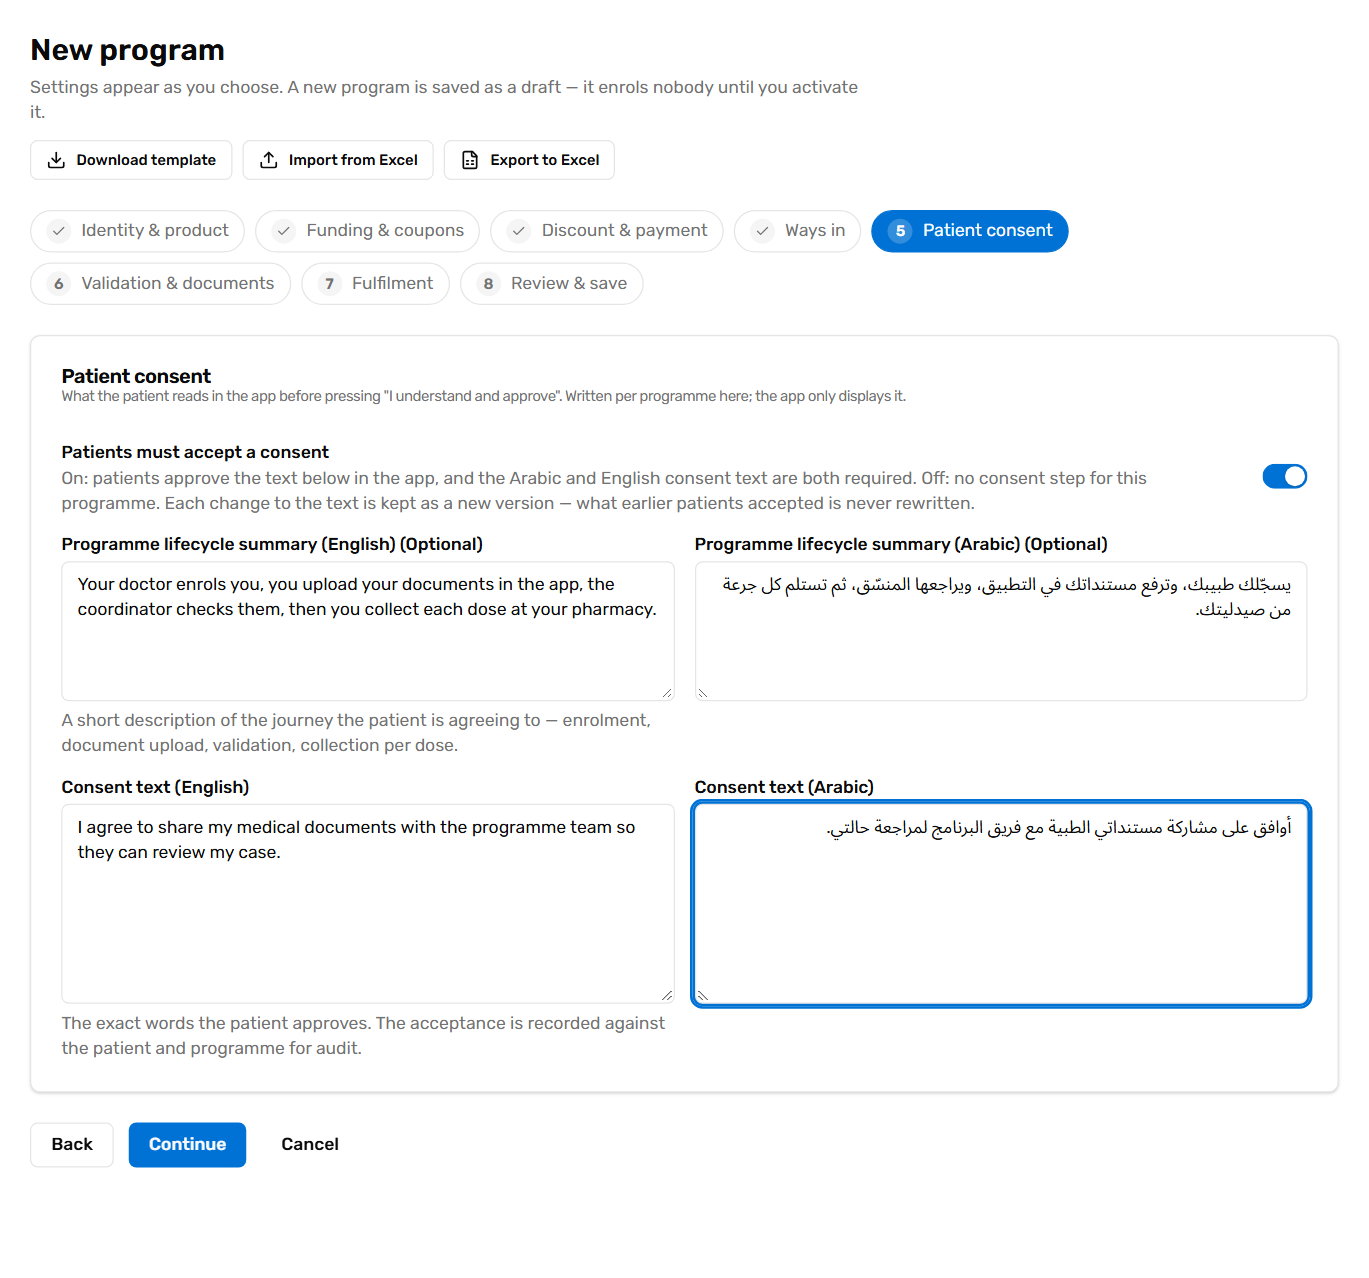 New program
Settings appear as you choose. A new program is saved as a draft — it enrols nobody until you activate
it.
Download template
Import from Excel
Export to Excel
Identity & product
Funding & coupons
Discount & payment
Ways in
5 Patient consent
6 Validation & documents
7 Fulfilment
8 Review & save
Patient consent
What the patient reads in the app before pressing "I understand and approve". Written per programme here; the app only displays it.
Patients must accept a consent
On: patients approve the text below in the app, and the Arabic and English consent text are both required. Off: no consent step for this
programme. Each change to the text is kept as a new version — what earlier patients accepted is never rewritten.
Programme lifecycle summary (English) (Optional)
Your doctor enrols you, you upload your documents in the app, the
coordinator checks them, then you collect each dose at your pharmacy.
A short description of the journey the patient is agreeing to — enrolment,
document upload, validation, collection per dose.
Programme lifecycle summary (Arabic) (Optional)
يسجّلك طبيبك، وترفع مستنداتك في التطبيق، ويراجعها المنسّق، ثم تستلم كل جرعة
من صيدليتك.
Consent text (English)
I agree to share my medical documents with the programme team so
they can review my case.
The exact words the patient approves. The acceptance is recorded against
the patient and programme for audit.
Consent text (Arabic)
أوافق على مشاركة مستنداتي الطبية مع فريق البرنامج لمراجعة حالتي.
Back
Continue
Cancel